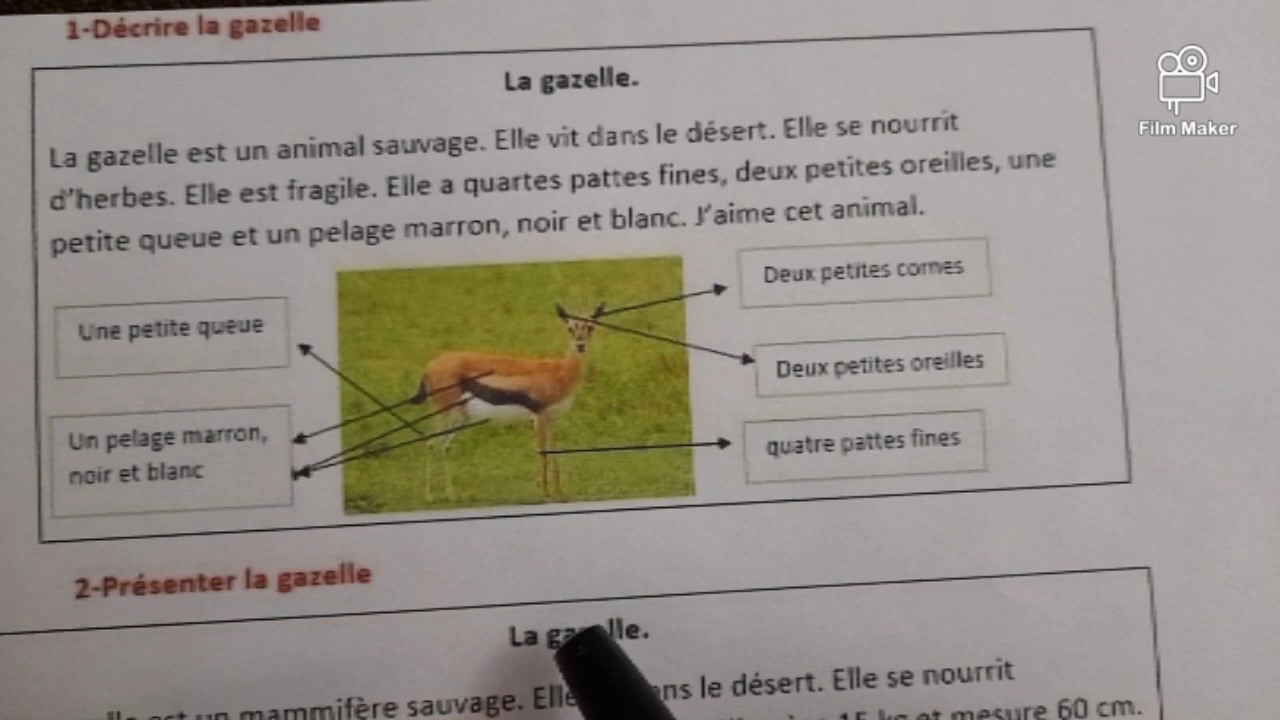 1-Décrire la gazelle
La gazelle.
La gazelle est un animal sauvage. Elle vit dans le désert. Elle se nourrit
d'herbes. Elle est fragile. Elle a quartes pattes fines, deux petites oreilles, une
petite queue et un pelage marron, noir et blanc. J'aime cet animal.
Une petite queue
Un pelage marron,
noir et blanc
Deux petites cornes
Deux petites oreilles
quatre pattes fines
2-Présenter la gazelle
La
un mammifère sauvage. Elle le désert. Elle se nourrit
15 kg et mesure 60 cm.
Film Maker